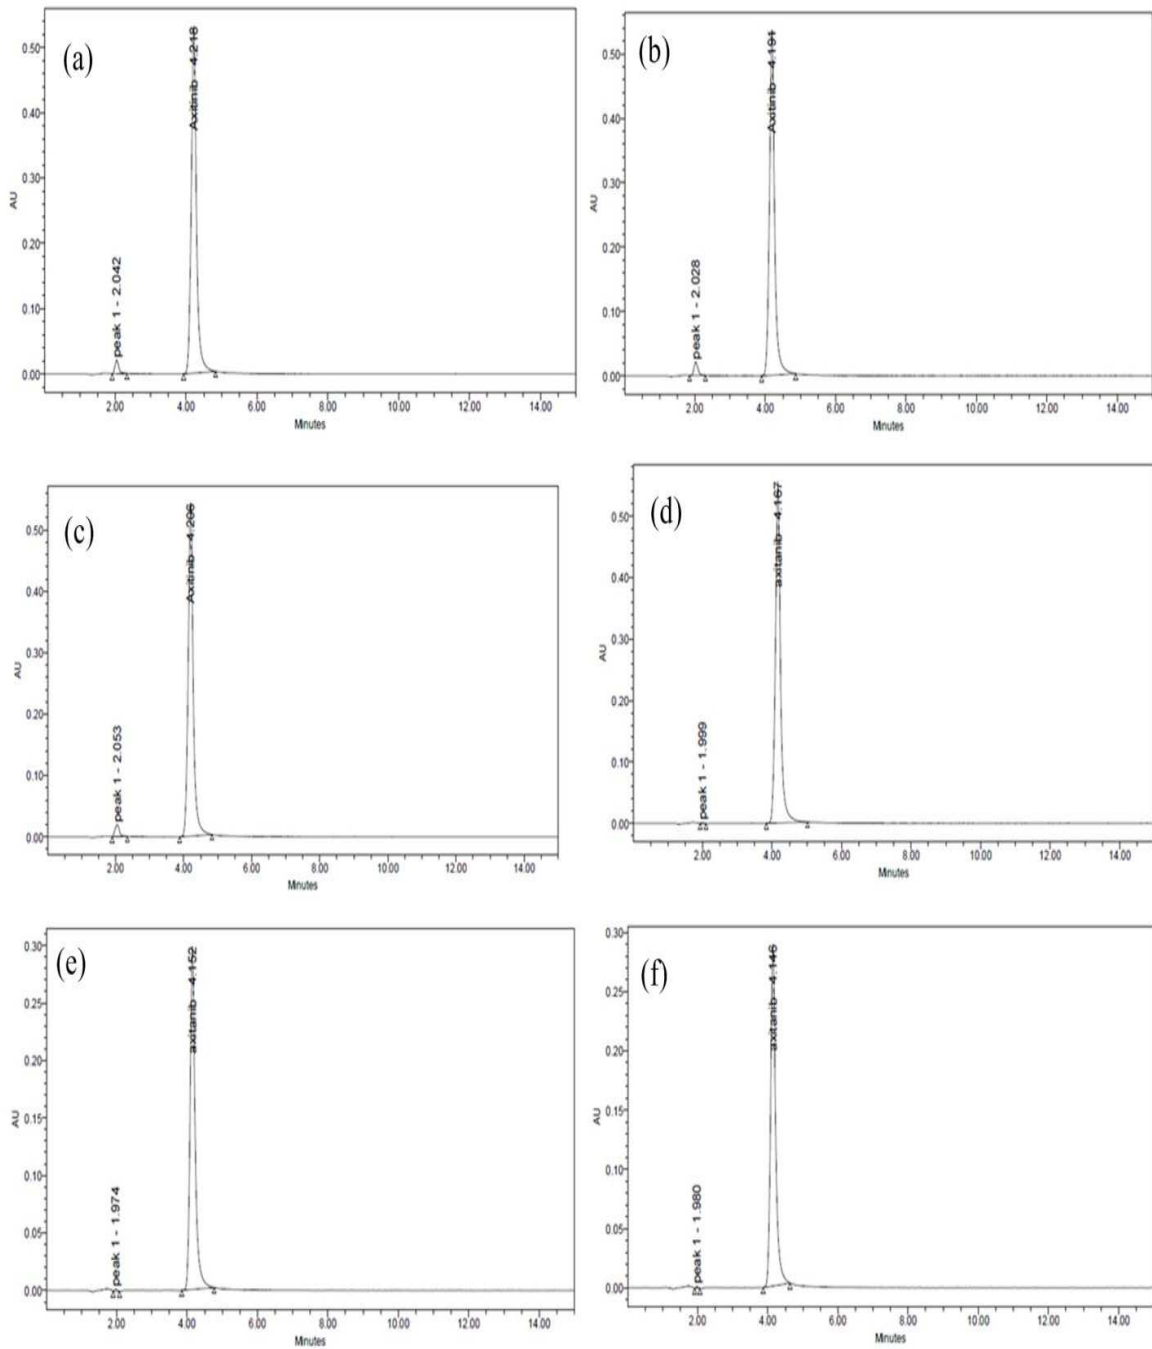 (a)
Axitinib - 4.218
peak 1 - 2.042
AU
0.50
0.40
0.30
0.20
0.10
0.00
2.00 4.00 6.00 8.00 10.00 12.00 14.00
Minutes
(b)
Axitinib - 4.191
peak 1 - 2.028
AU
0.50
0.40
0.30
0.20
0.10
0.00
2.00 4.00 6.00 8.00 10.00 12.00 14.00
Minutes
(c)
Axitinib - 4.206
peak 1 - 2.053
AU
0.50
0.40
0.30
0.20
0.10
0.00
2.00 4.00 6.00 8.00 10.00 12.00 14.00
Minutes
(d)
axitanib - 4.167
peak 1 - 1.999
AU
0.50
0.40
0.30
0.20
0.10
0.00
2.00 4.00 6.00 8.00 10.00 12.00 14.00
Minutes
(e)
axitanib - 4.152
peak 1 - 1.974
AU
0.30
0.25
0.20
0.15
0.10
0.05
0.00
2.00 4.00 6.00 8.00 10.00 12.00 14.00
Minutes
(f)
axitanib - 4.146
peak 1 - 1.980
AU
0.30
0.25
0.20
0.15
0.10
0.05
0.00
2.00 4.00 6.00 8.00 10.00 12.00 14.00
Minutes